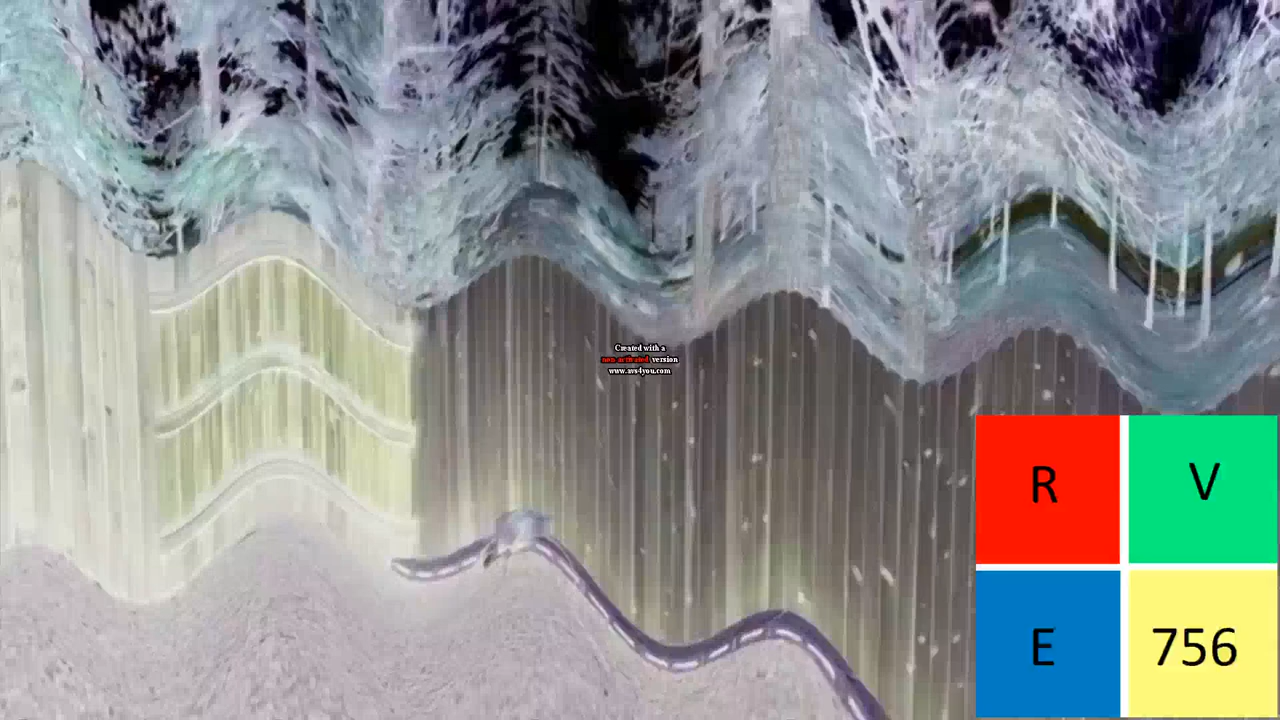 Created with a
non activated version
www.avs4you.com
R V
E 756